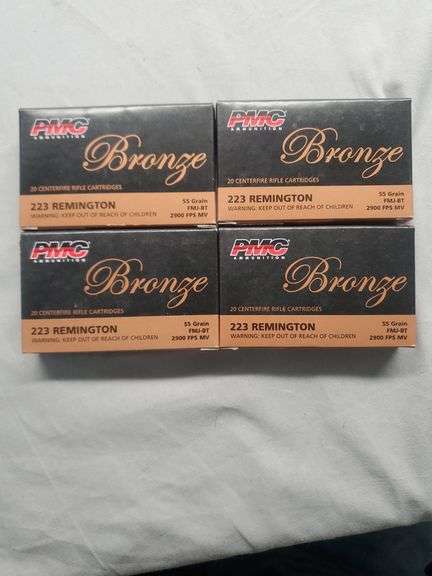 PMC
AMMUNITION
Bronze
20 CENTERFIRE RIFLE CARTRIDGES
223 REMINGTON
WARNING: KEEP OUT OF REACH OF CHILDREN
55 Grain
FMJ-BT
2900 FPS MV
PMC
AMMUNITION
Bronze
20 CENTERFIRE RIFLE CARTRIDGES
223 REMINGTON
WARNING: KEEP OUT OF REACH OF CHILDREN
55 Grain
FMJ-BT
2900 FPS MV
PMC
AMMUNITION
Bronze
20 CENTERFIRE RIFLE CARTRIDGES
223 REMINGTON
WARNING: KEEP OUT OF REACH OF CHILDREN
55 Grain
FMJ-BT
2900 FPS MV
PMC
AMMUNITION
Bronze
20 CENTERFIRE RIFLE CARTRIDGES
223 REMINGTON
WARNING: KEEP OUT OF REACH OF CHILDREN
55 Grain
FMJ-BT
2900 FPS MV